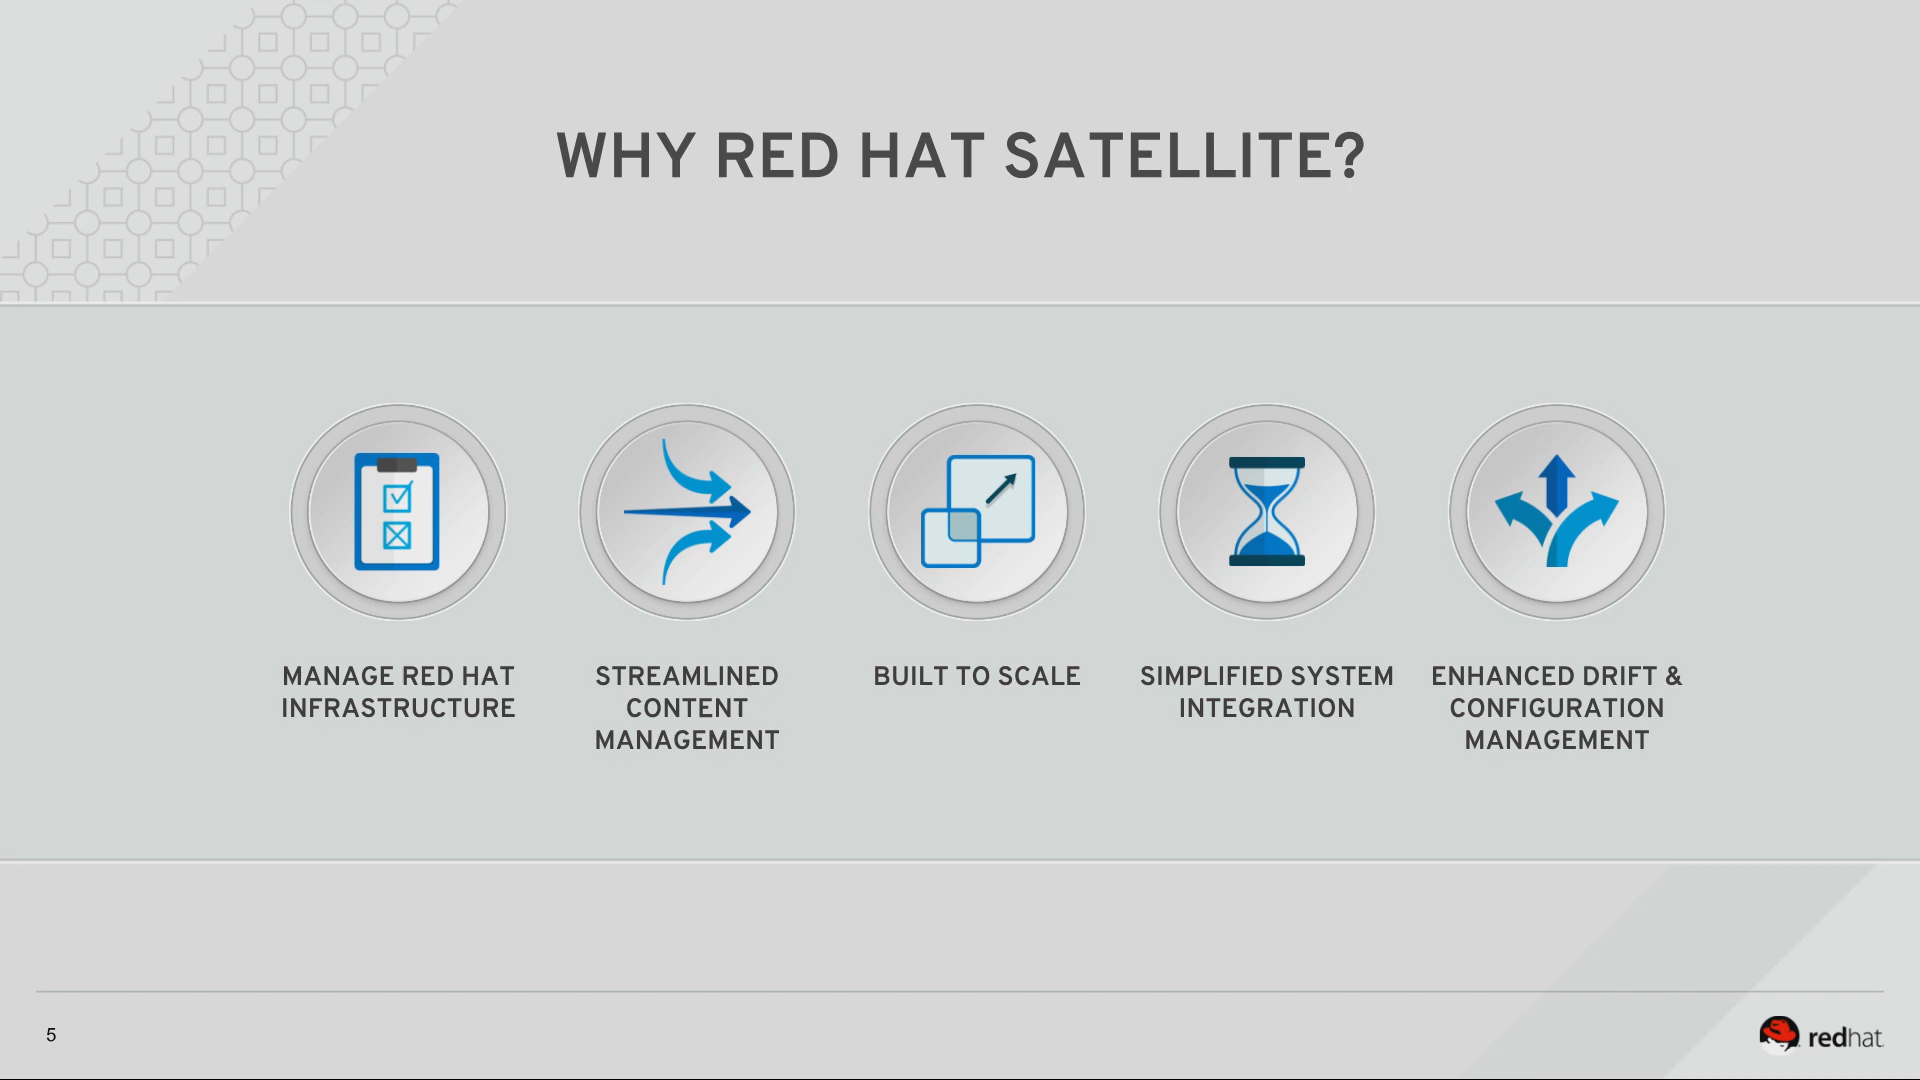 WHY RED HAT SATELLITE?
MANAGE RED HAT
INFRASTRUCTURE
STREAMLINED
CONTENT
MANAGEMENT
BUILT TO SCALE
SIMPLIFIED SYSTEM
INTEGRATION
ENHANCED DRIFT &
CONFIGURATION
MANAGEMENT
5
redhat